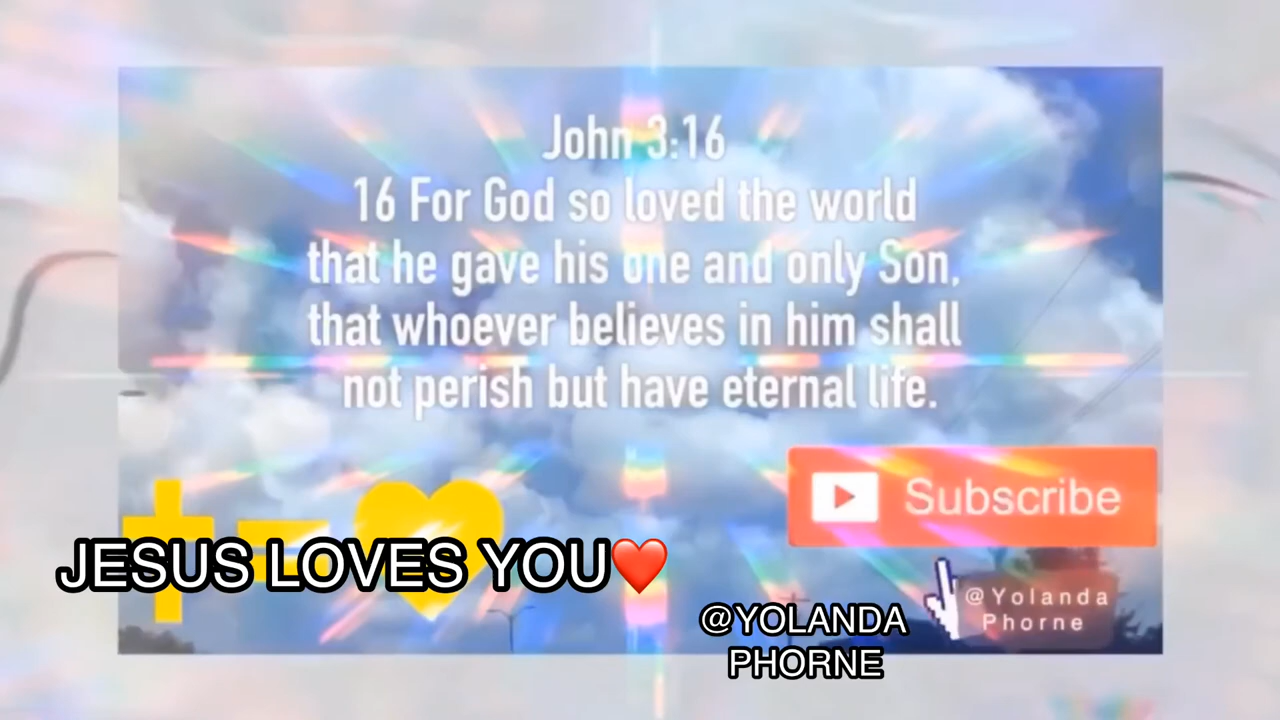 John 3:16
16 For God so loved the world
that he gave his one and only Son,
that whoever believes in him shall
not perish but have eternal life.
Subscribe
JESUS LOVES YOU❤️
@Yolanda
Phorne
@YOLANDA
PHORNE